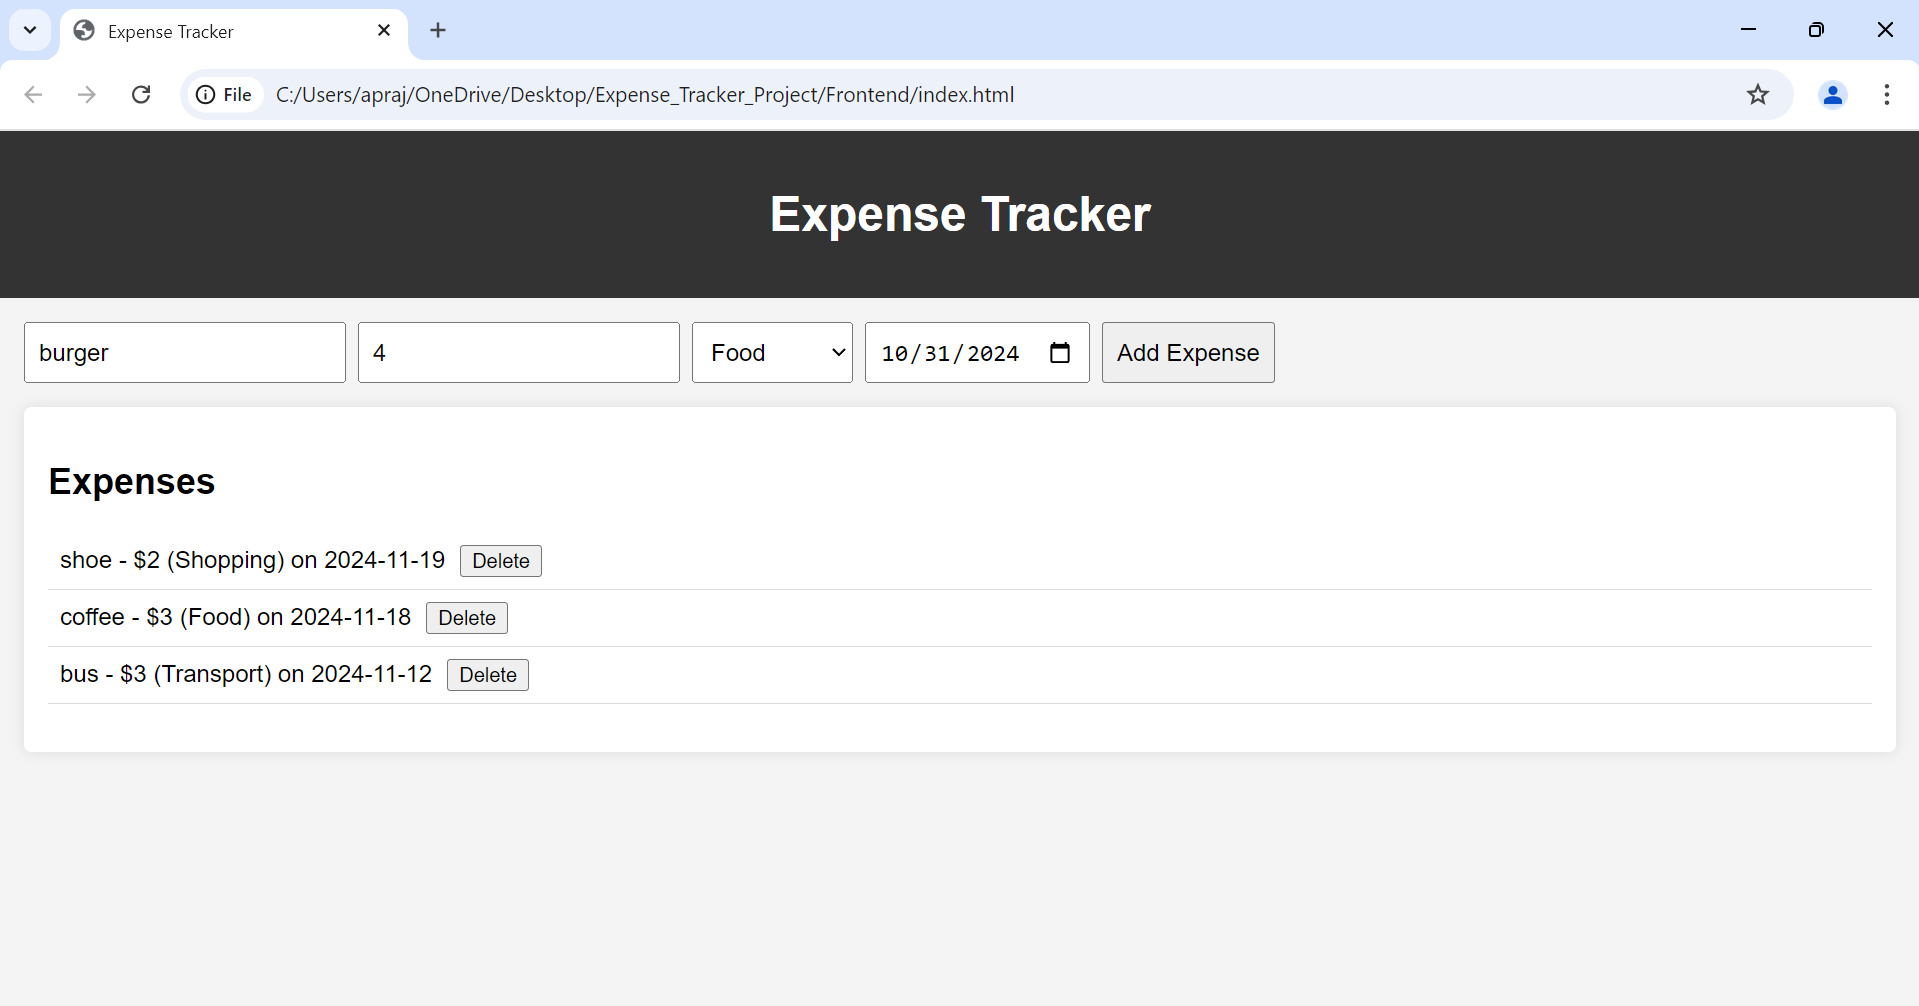 Expense Tracker
File C:/Users/apraj/OneDrive/Desktop/Expense_Tracker_Project/Frontend/index.html
Expense Tracker
burger 4 Food 10/31/2024 Add Expense
Expenses
shoe - $2 (Shopping) on 2024-11-19 Delete
coffee - $3 (Food) on 2024-11-18 Delete
bus - $3 (Transport) on 2024-11-12 Delete